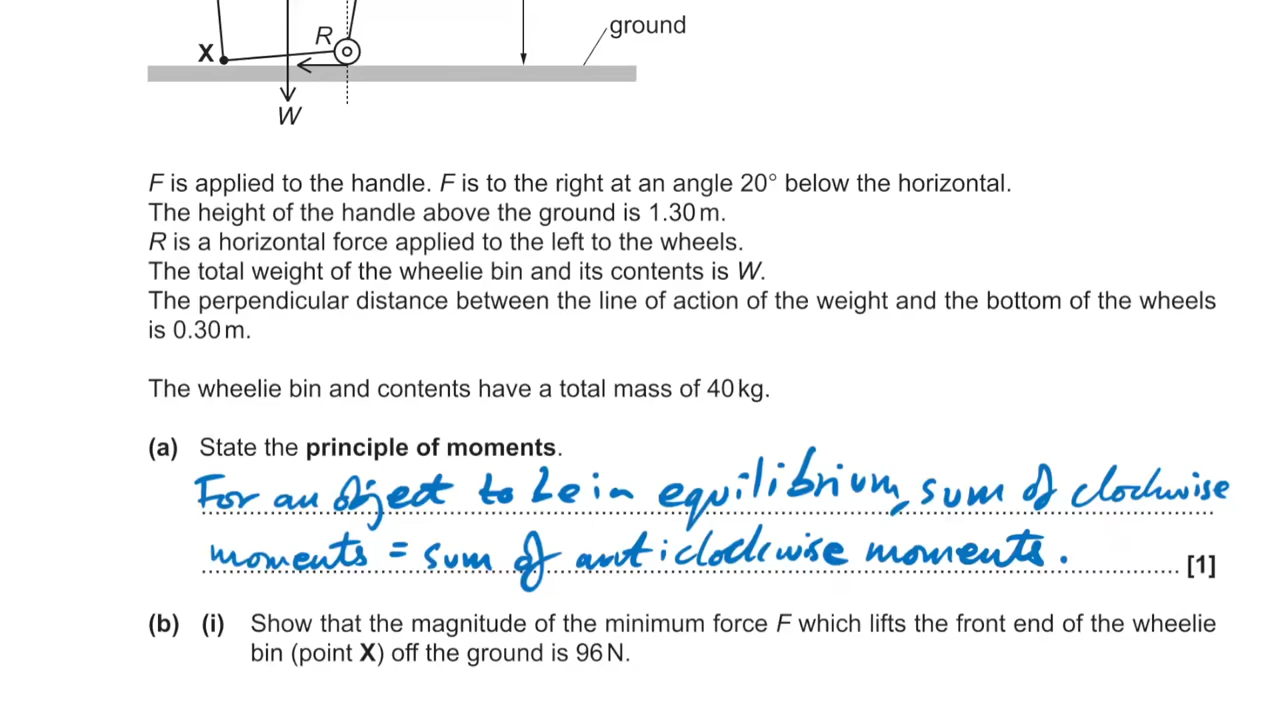 ground
R
X
W
F is applied to the handle. F is to the right at an angle 20° below the horizontal.
The height of the handle above the ground is 1.30 m.
R is a horizontal force applied to the left to the wheels.
The total weight of the wheelie bin and its contents is W.
The perpendicular distance between the line of action of the weight and the bottom of the wheels
is 0.30 m.
The wheelie bin and contents have a total mass of 40 kg.
(a) State the principle of moments.
For an object to be in equilibrium, sum of clockwise
moments = sum of anticlockwise moments.
[1]
(b) (i) Show that the magnitude of the minimum force F which lifts the front end of the wheelie
bin (point X) off the ground is 96 N.